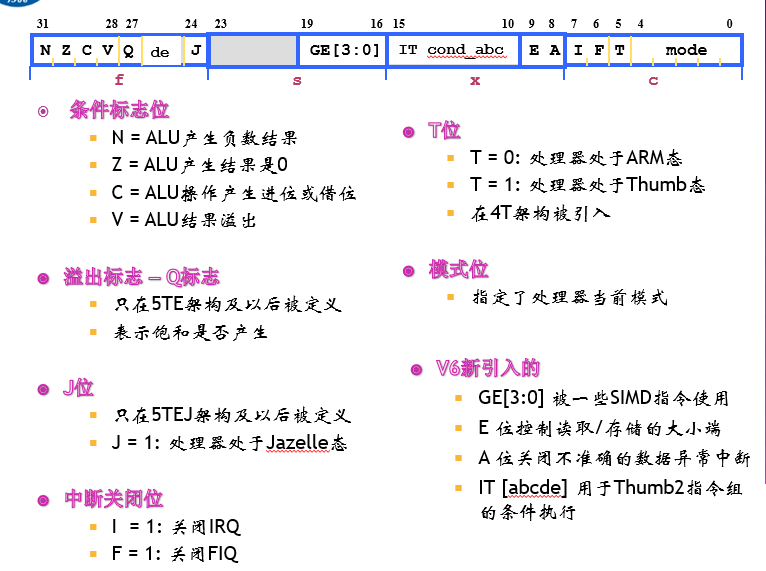 31 28 27 24 23 19 16 15 10 9 8 7 6 5 4 0
N Z C V Q de J GE[3:0] IT cond_abc E A I F T mode
f s x c
条件标志位
N = ALU产生负数结果
Z = ALU产生结果是0
C = ALU操作产生进位或借位
V = ALU结果溢出
溢出标志 – Q标志
只在5TE架构及以后被定义
表示饱和是否产生
J位
只在5TEJ架构及以后被定义
J = 1: 处理器处于Jazelle态
中断关闭位
I = 1: 关闭IRQ
F = 1: 关闭FIQ
T位
T = 0: 处理器处于ARM态
T = 1: 处理器处于Thumb态
在4T架构被引入
模式位
指定了处理器当前模式
V6新引入的
GE[3:0] 被一些SIMD指令使用
E 位控制读取/存储的大小端
A 位关闭不准确的数据异常中断
IT [abcde] 用于Thumb2指令组
的条件执行